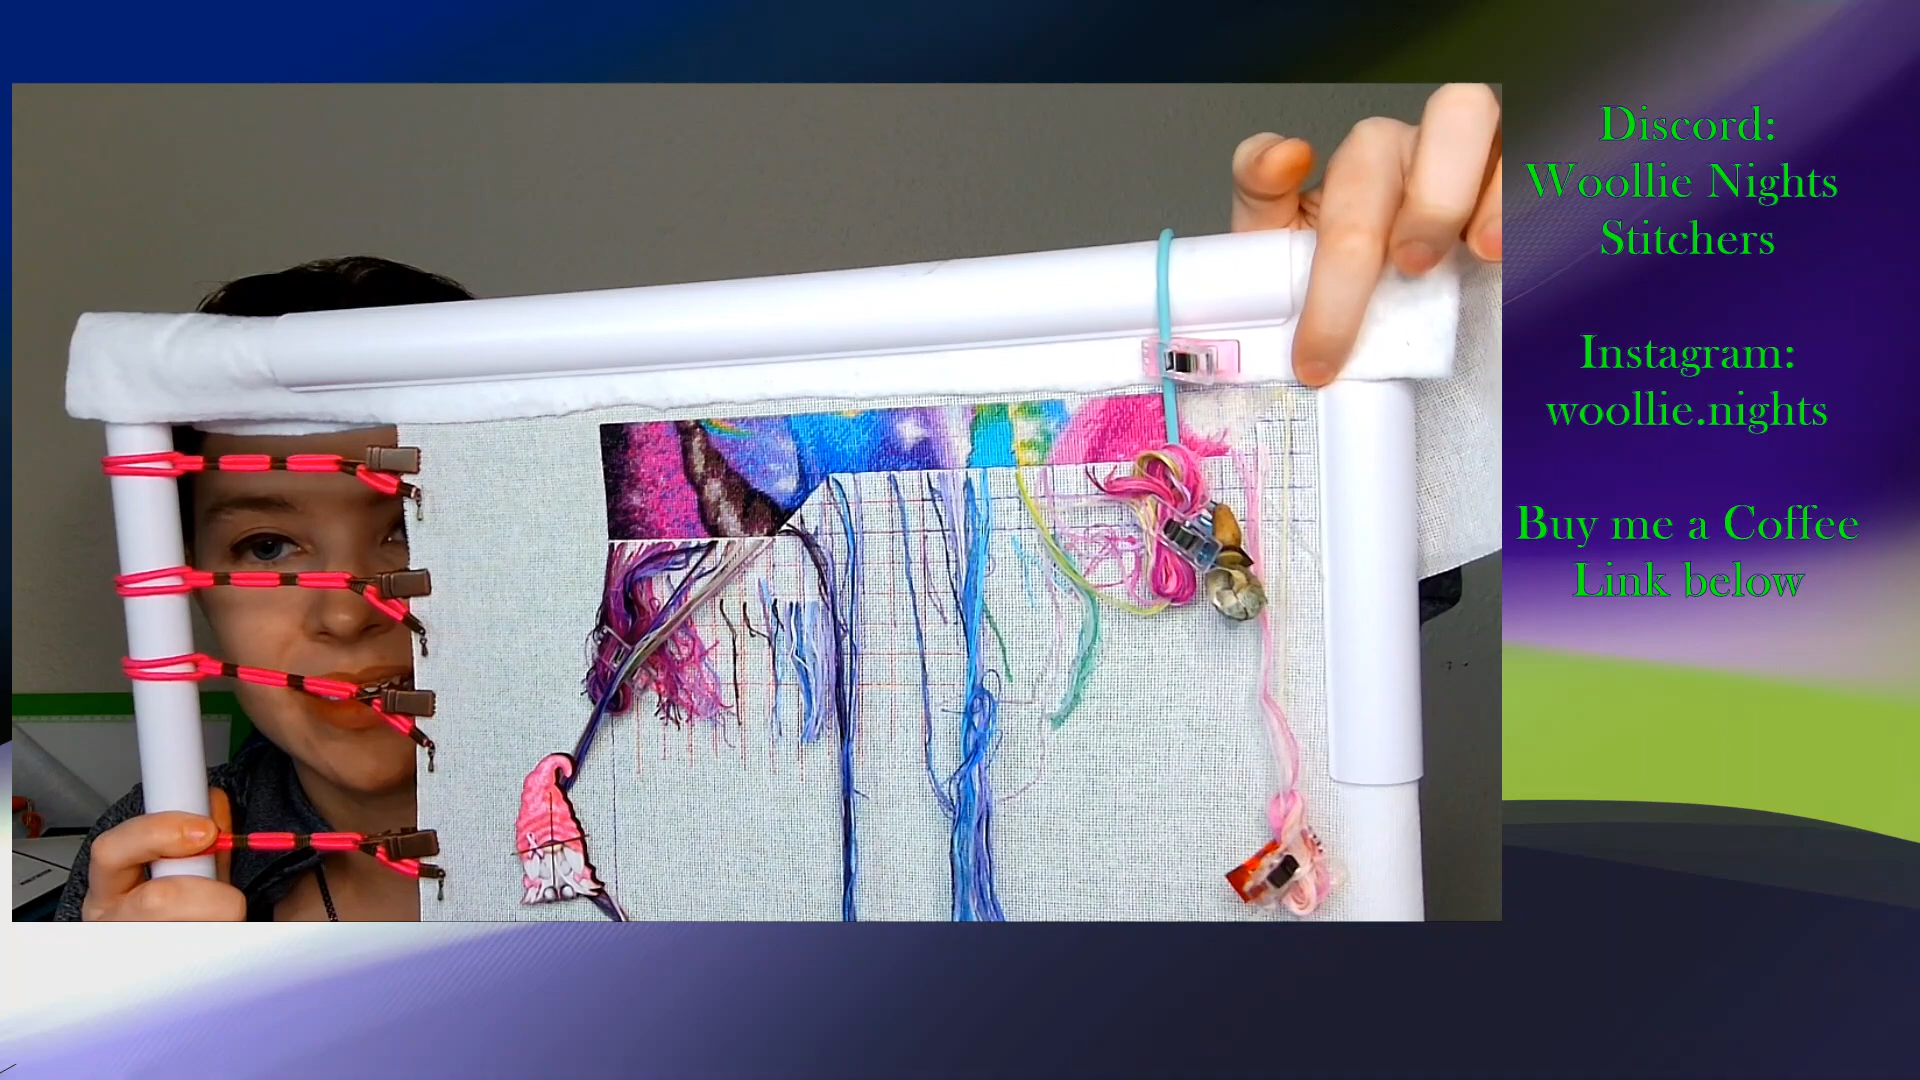 Discord:
Woollie Nights
Stitchers
Instagram:
woollie.nights
Buy me a Coffee
Link below